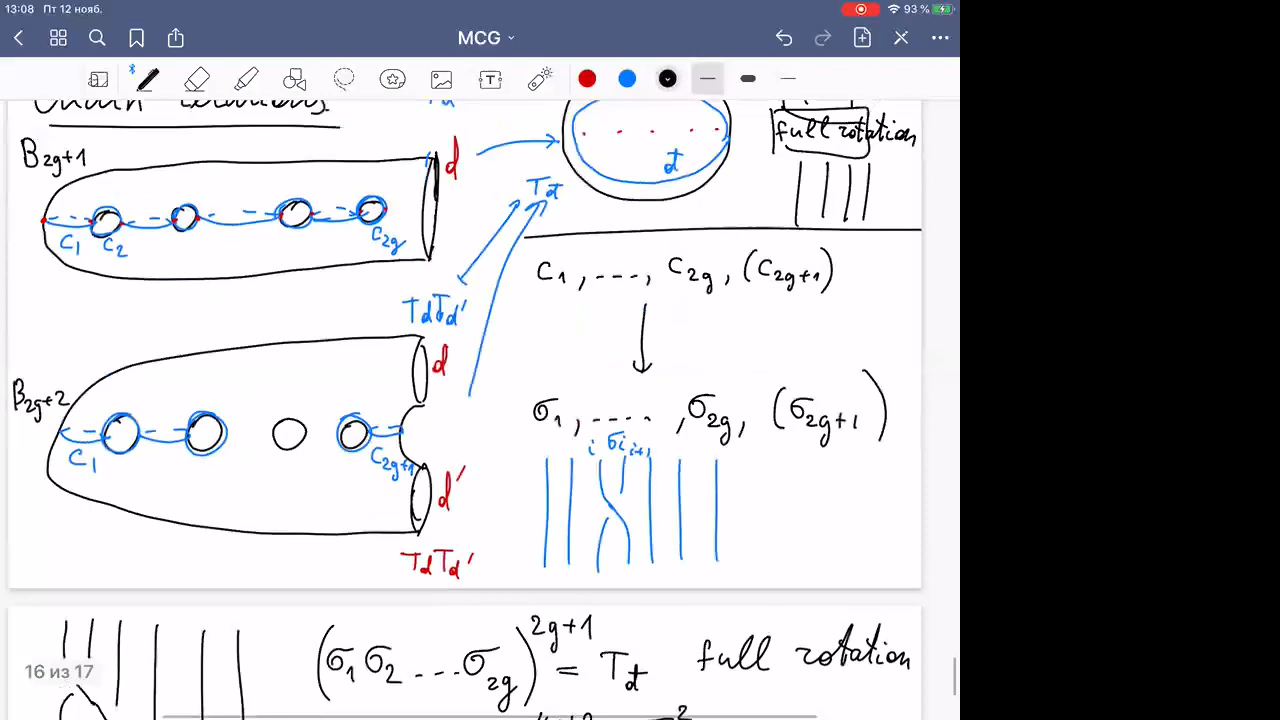 13:08 Пт 12 нояб. 93 %
MCG
T
B2g+1
d
d
full rotation
Td
C1 C2 C2g
C1 , ---- , C2g , (C2g+1)
TdTd'
d
B2g+2
σ1 , ---- , σ2g , (σ2g+1)
i σi i+1
C1 C2g+1
d'
TdTd'
(σ1 σ2 ... σ2g)^2g+1 = Td full rotation
16 из 17